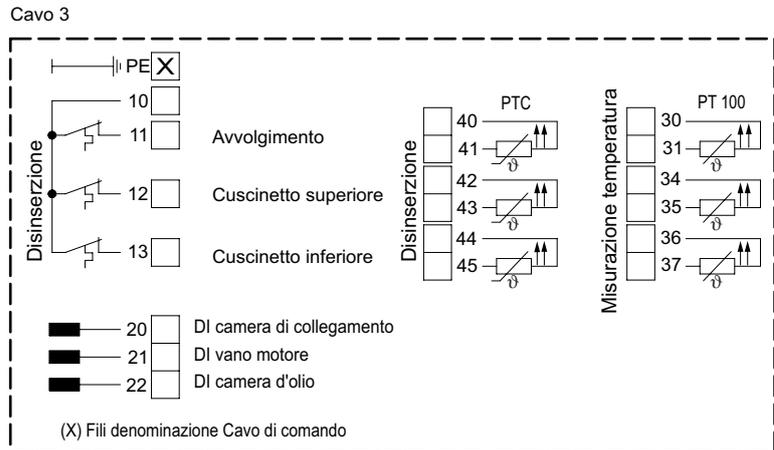 Cavo 3
PE X
10
11 Avvolgimento
12 Cuscinetto superiore
13 Cuscinetto inferiore
Disinserzione
20 DI camera di collegamento
21 DI vano motore
22 DI camera d'olio
(X) Fili denominazione Cavo di comando
Disinserzione
PTC
40
41
ϑ
42
43
ϑ
44
45
ϑ
Misurazione temperatura
PT 100
30
31
ϑ
34
35
ϑ
36
37
ϑ